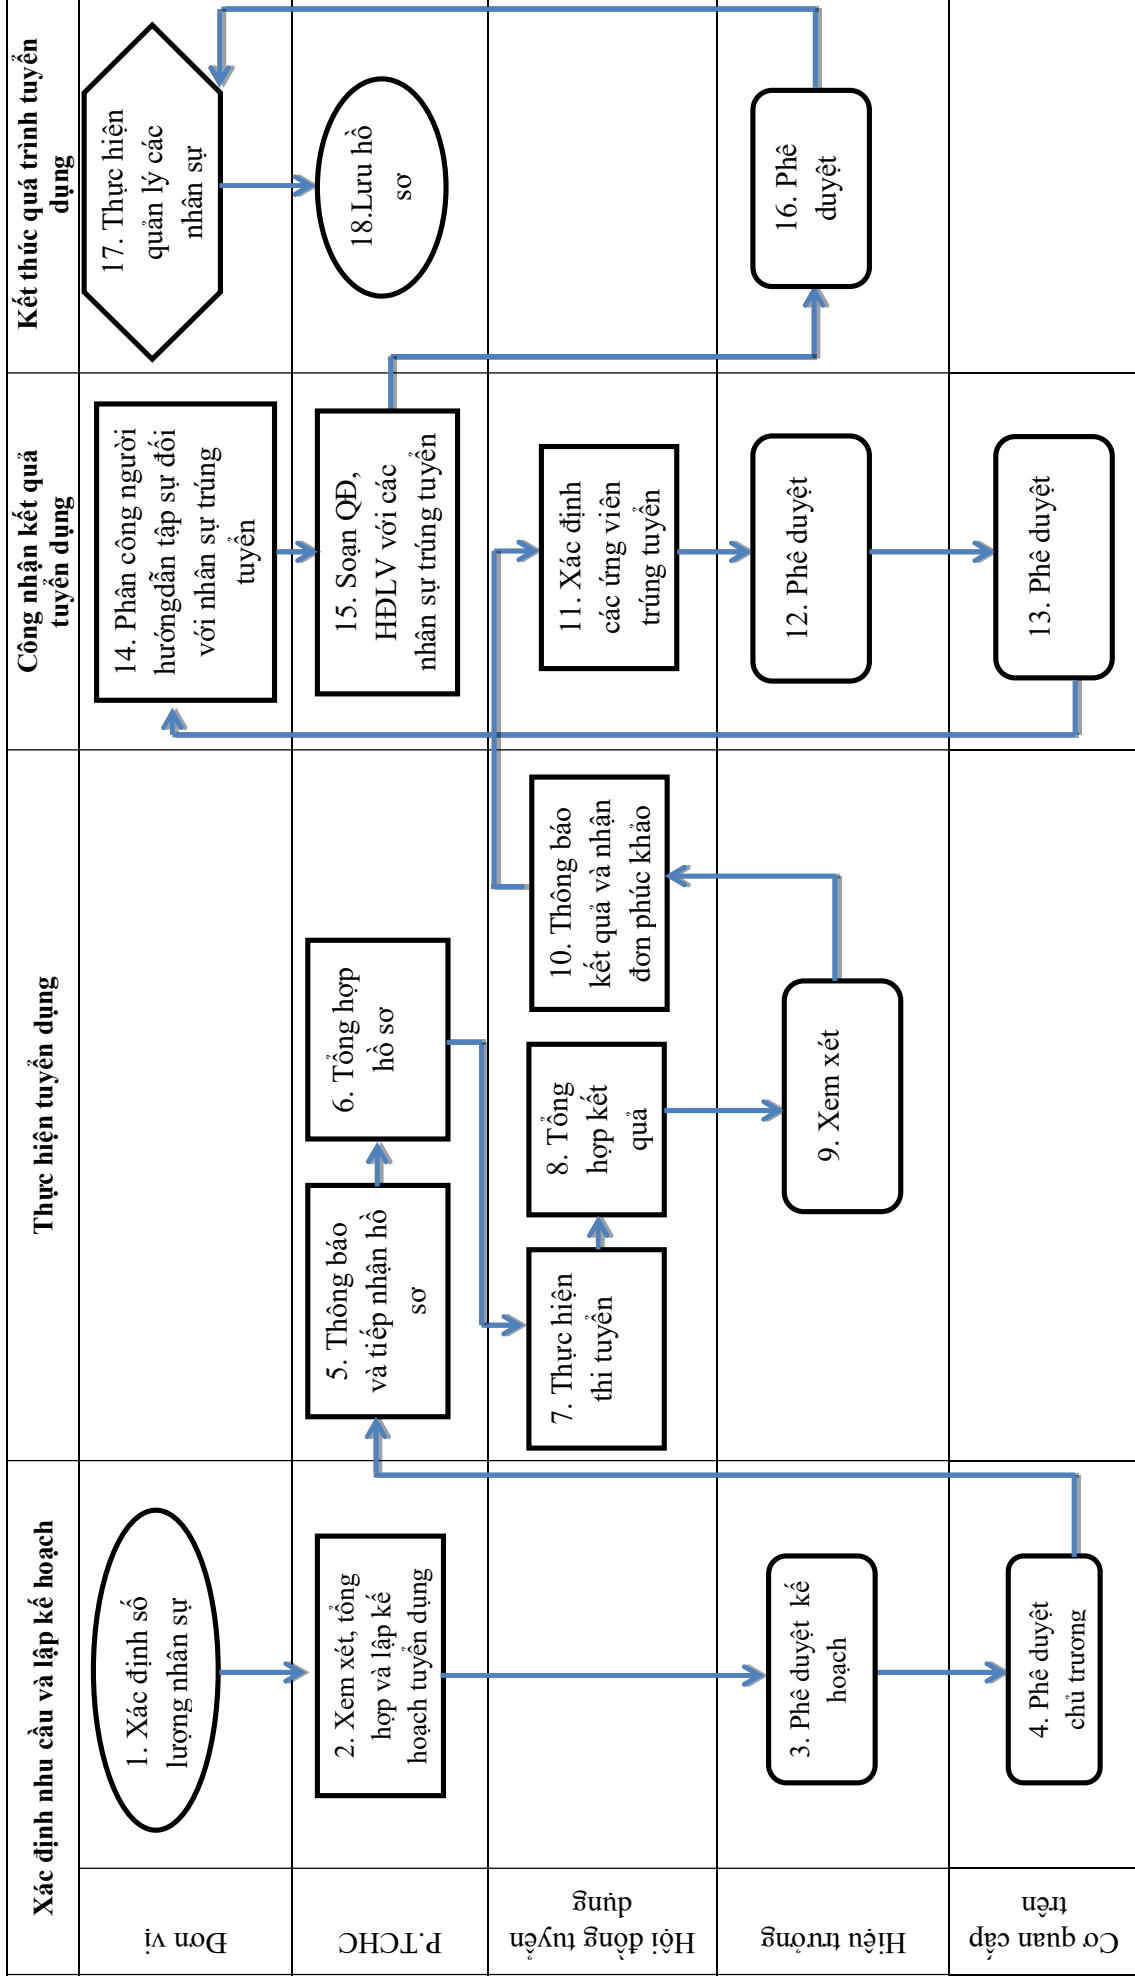 Xác định nhu cầu và lập kế hoạch
Thực hiện tuyển dụng
Công nhận kết quả
tuyển dụng
Kết thúc quá trình tuyển
dụng
Đơn vị
1. Xác định số
lượng nhân sự
14. Phân công người
hướngdẫn tập sự đối
với nhân sự trúng
tuyển
17. Thực hiện
quản lý các
nhân sự
P.TCHC
2. Xem xét, tổng
hợp và lập kế
hoạch tuyển dụng
5. Thông báo
và tiếp nhận hồ
sơ
6. Tổng hợp
hồ sơ
15. Soạn QĐ,
HĐLV với các
nhân sự trúng tuyển
18.Lưu hồ
sơ
Hội đồng tuyển
dụng
7. Thực hiện
thi tuyển
8. Tổng
hợp kết
quả
10. Thông báo
kết quả và nhận
đơn phúc khảo
11. Xác định
các ứng viên
trúng tuyển
Hiệu trưởng
3. Phê duyệt kế
hoạch
9. Xem xét
12. Phê duyệt
16. Phê
duyệt
Cơ quan cấp
trên
4. Phê duyệt
chủ trương
13. Phê duyệt